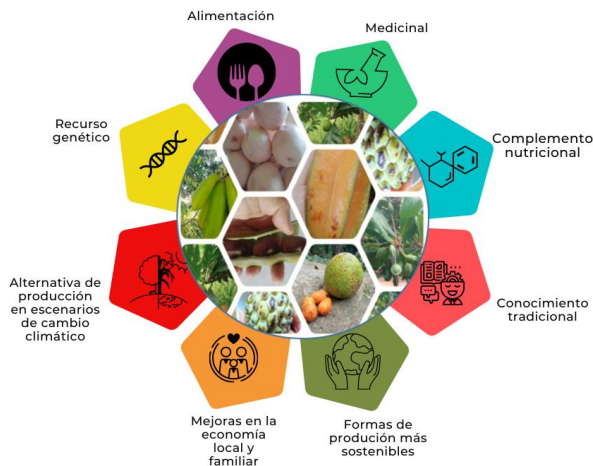 Alimentación
Medicinal
Recurso
genético
Complemento
nutricional
Alternativa de
producción
en escenarios
de cambio
climático
Conocimiento
tradicional
Mejoras en la
economía
local y
familiar
Formas de
produción más
sostenibles